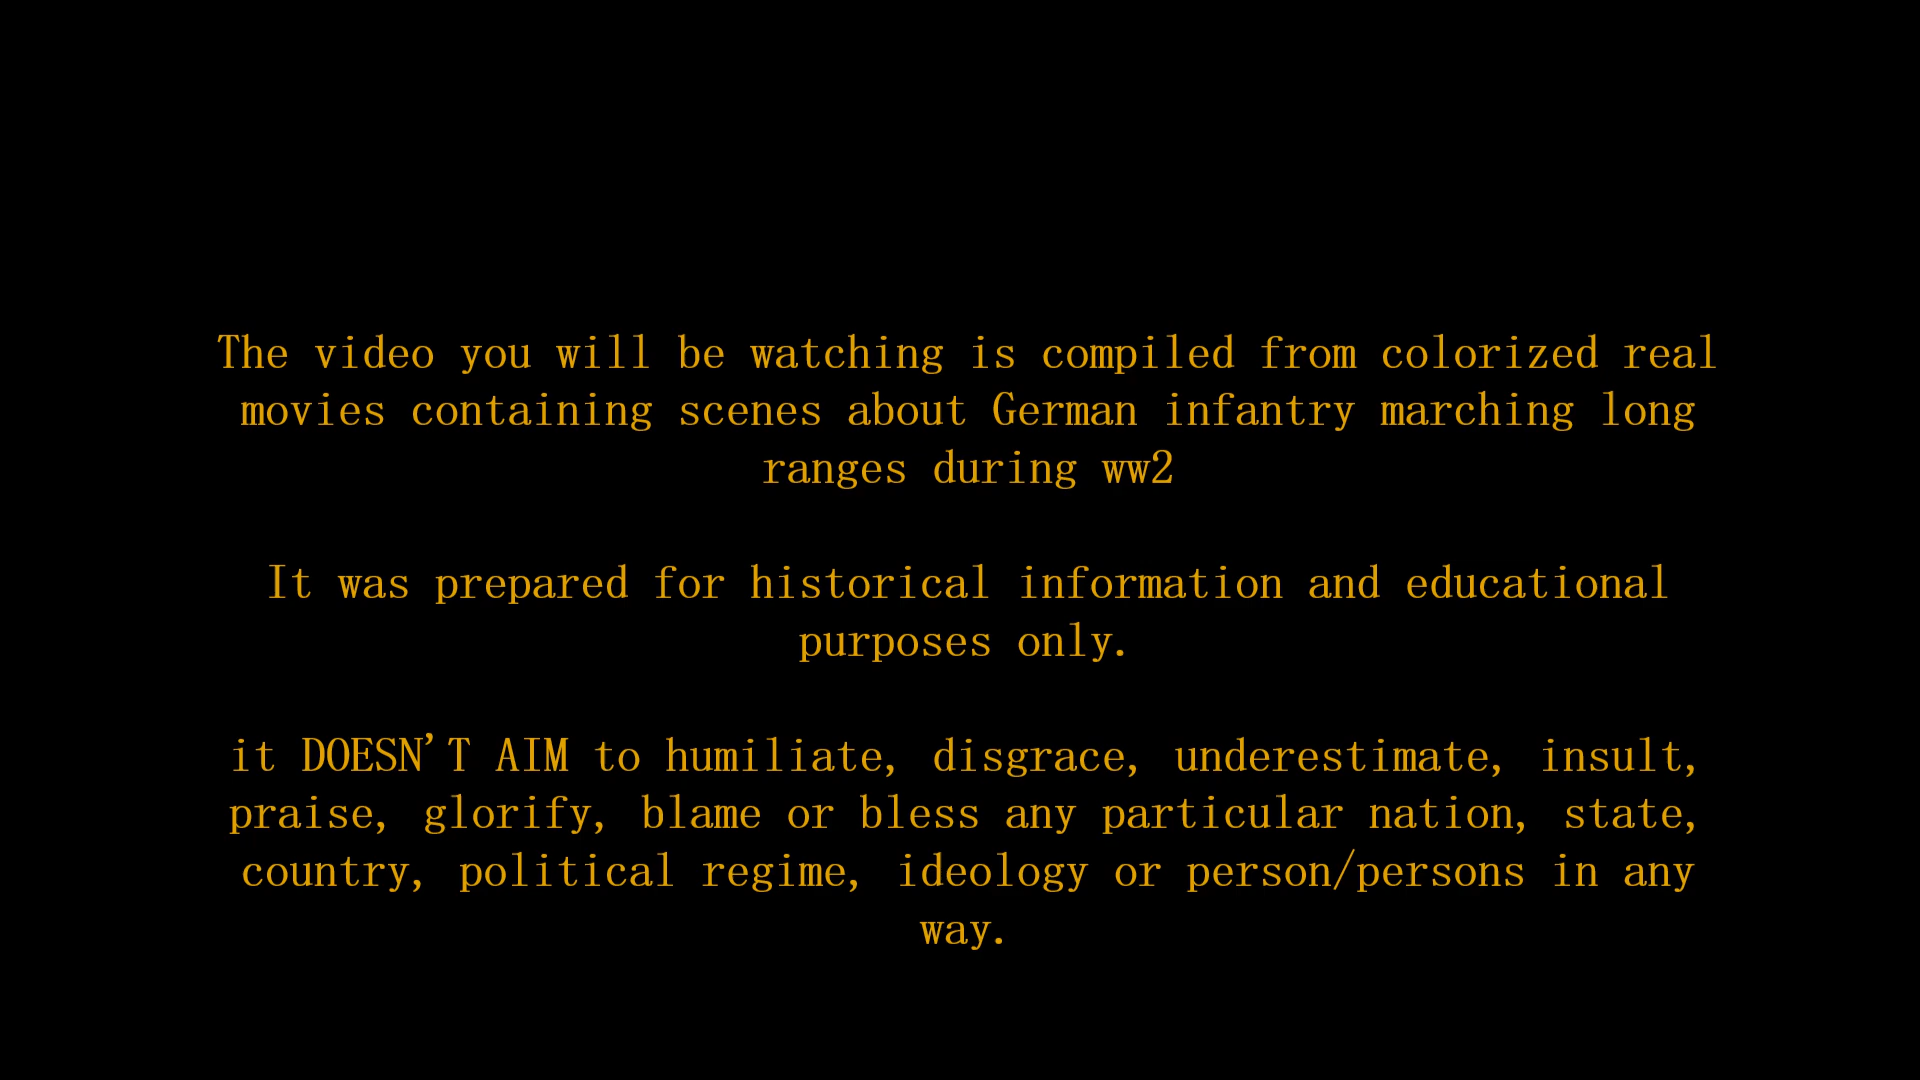 The video you will be watching is compiled from colorized real
movies containing scenes about German infantry marching long
ranges during ww2
It was prepared for historical information and educational
purposes only.
it DOESN'T AIM to humiliate, disgrace, underestimate, insult,
praise, glorify, blame or bless any particular nation, state,
country, political regime, ideology or person/persons in any
way.